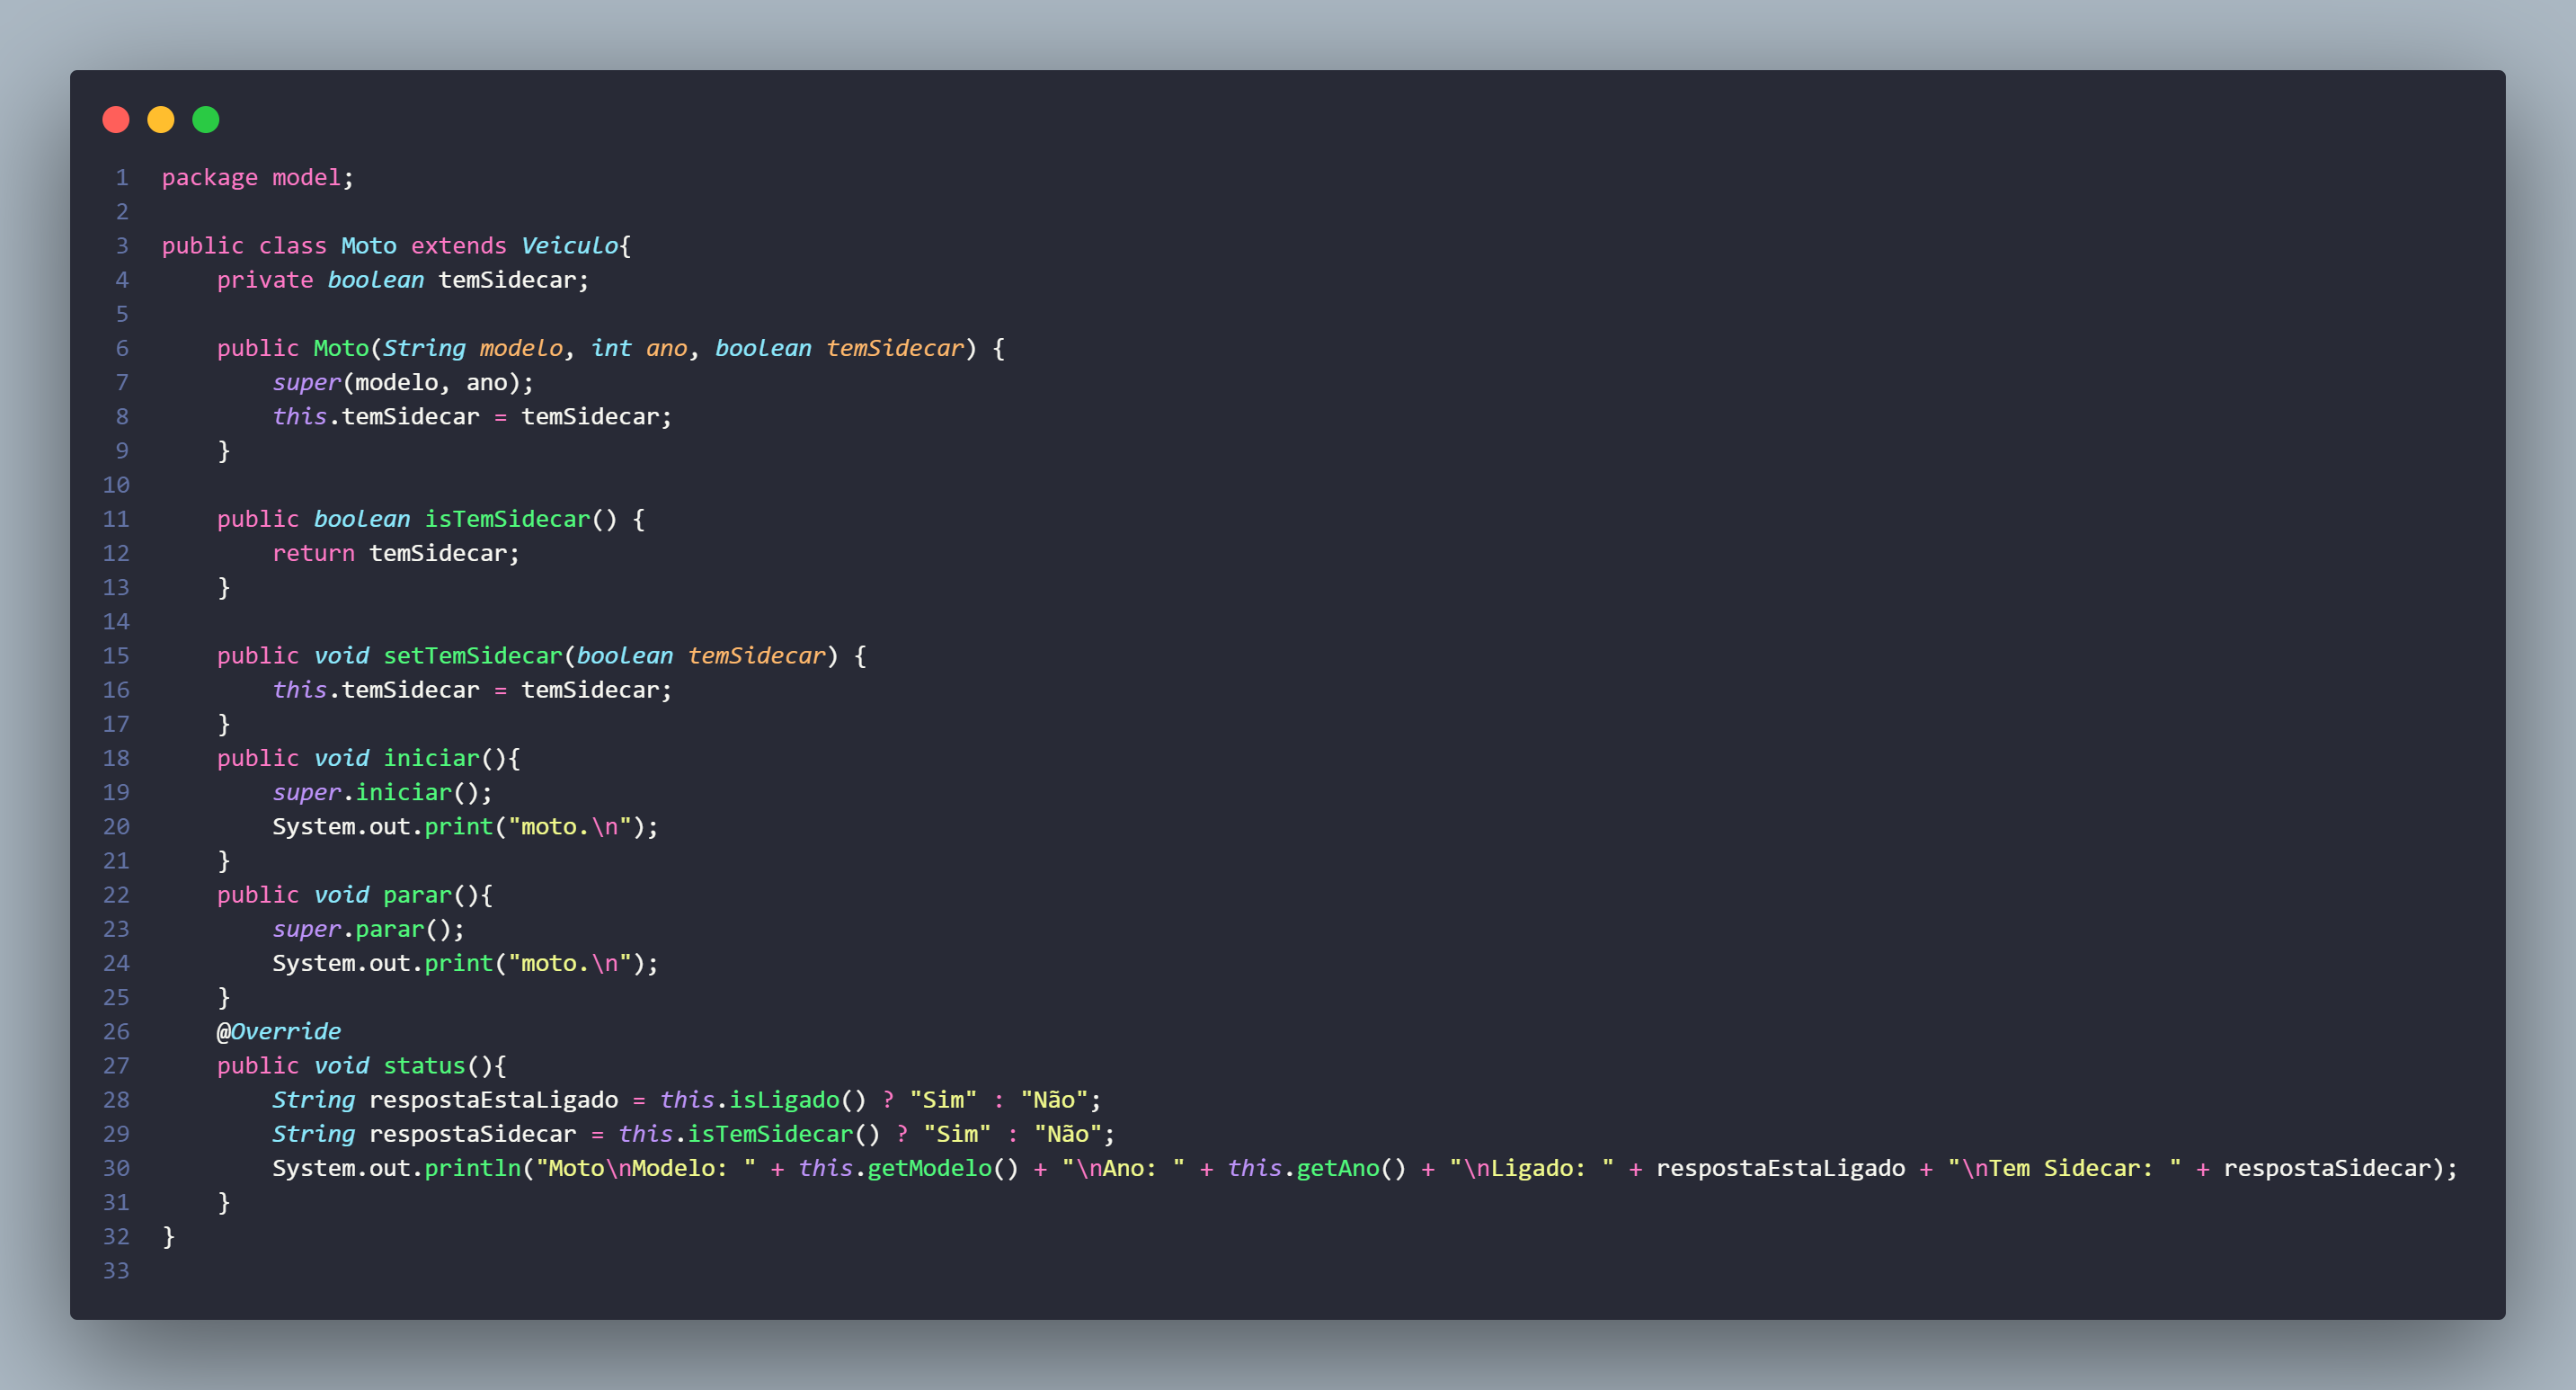 1 package model;
2
3 public class Moto extends Veiculo{
4     private boolean temSidecar;
5
6     public Moto(String modelo, int ano, boolean temSidecar) {
7         super(modelo, ano);
8         this.temSidecar = temSidecar;
9     }
10
11     public boolean isTemSidecar() {
12         return temSidecar;
13     }
14
15     public void setTemSidecar(boolean temSidecar) {
16         this.temSidecar = temSidecar;
17     }
18     public void iniciar(){
19         super.iniciar();
20         System.out.print("moto.\n");
21     }
22     public void parar(){
23         super.parar();
24         System.out.print("moto.\n");
25     }
26     @Override
27     public void status(){
28         String respostaEstaLigado = this.isLigado() ? "Sim" : "Não";
29         String respostaSidecar = this.isTemSidecar() ? "Sim" : "Não";
30         System.out.println("Moto\nModelo: " + this.getModelo() + "\nAno: " + this.getAno() + "\nLigado: " + respostaEstaLigado + "\nTem Sidecar: " + respostaSidecar);
31     }
32 }
33